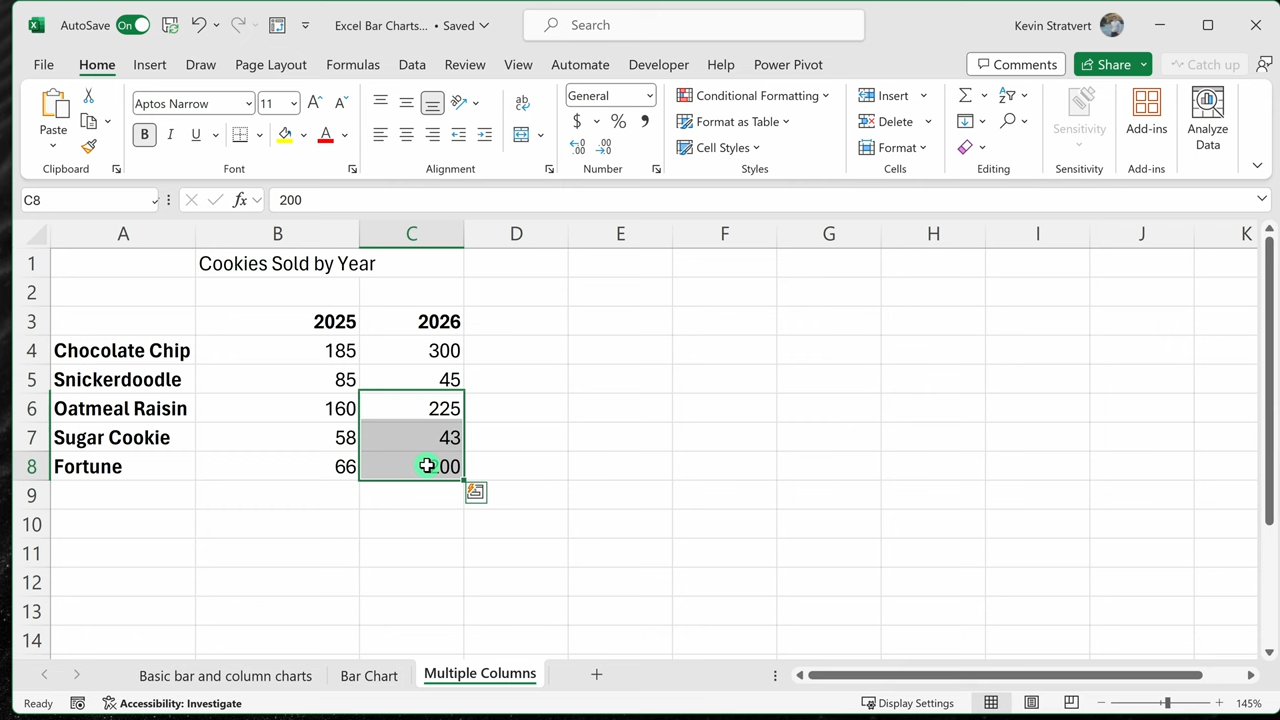 AutoSave On Excel Bar Charts... • Saved Search Kevin Stratvert
File Home Insert Draw Page Layout Formulas Data Review View Automate Developer Help Power Pivot Comments Share Catch up
Aptos Narrow 11 General Conditional Formatting Insert
Paste B I U $ % Format as Table Delete Sensitivity Add-ins Analyze Data
Cell Styles Format
Clipboard Font Alignment Number Styles Cells Editing Sensitivity Add-ins
C8 fx 200
A B C D E F G H I J K
1 Cookies Sold by Year
2
3 2025 2026
4 Chocolate Chip 185 300
5 Snickerdoodle 85 45
6 Oatmeal Raisin 160 225
7 Sugar Cookie 58 43
8 Fortune 66 00
9
10
11
12
13
14
Basic bar and column charts Bar Chart Multiple Columns
Ready Accessibility: Investigate Display Settings 145%